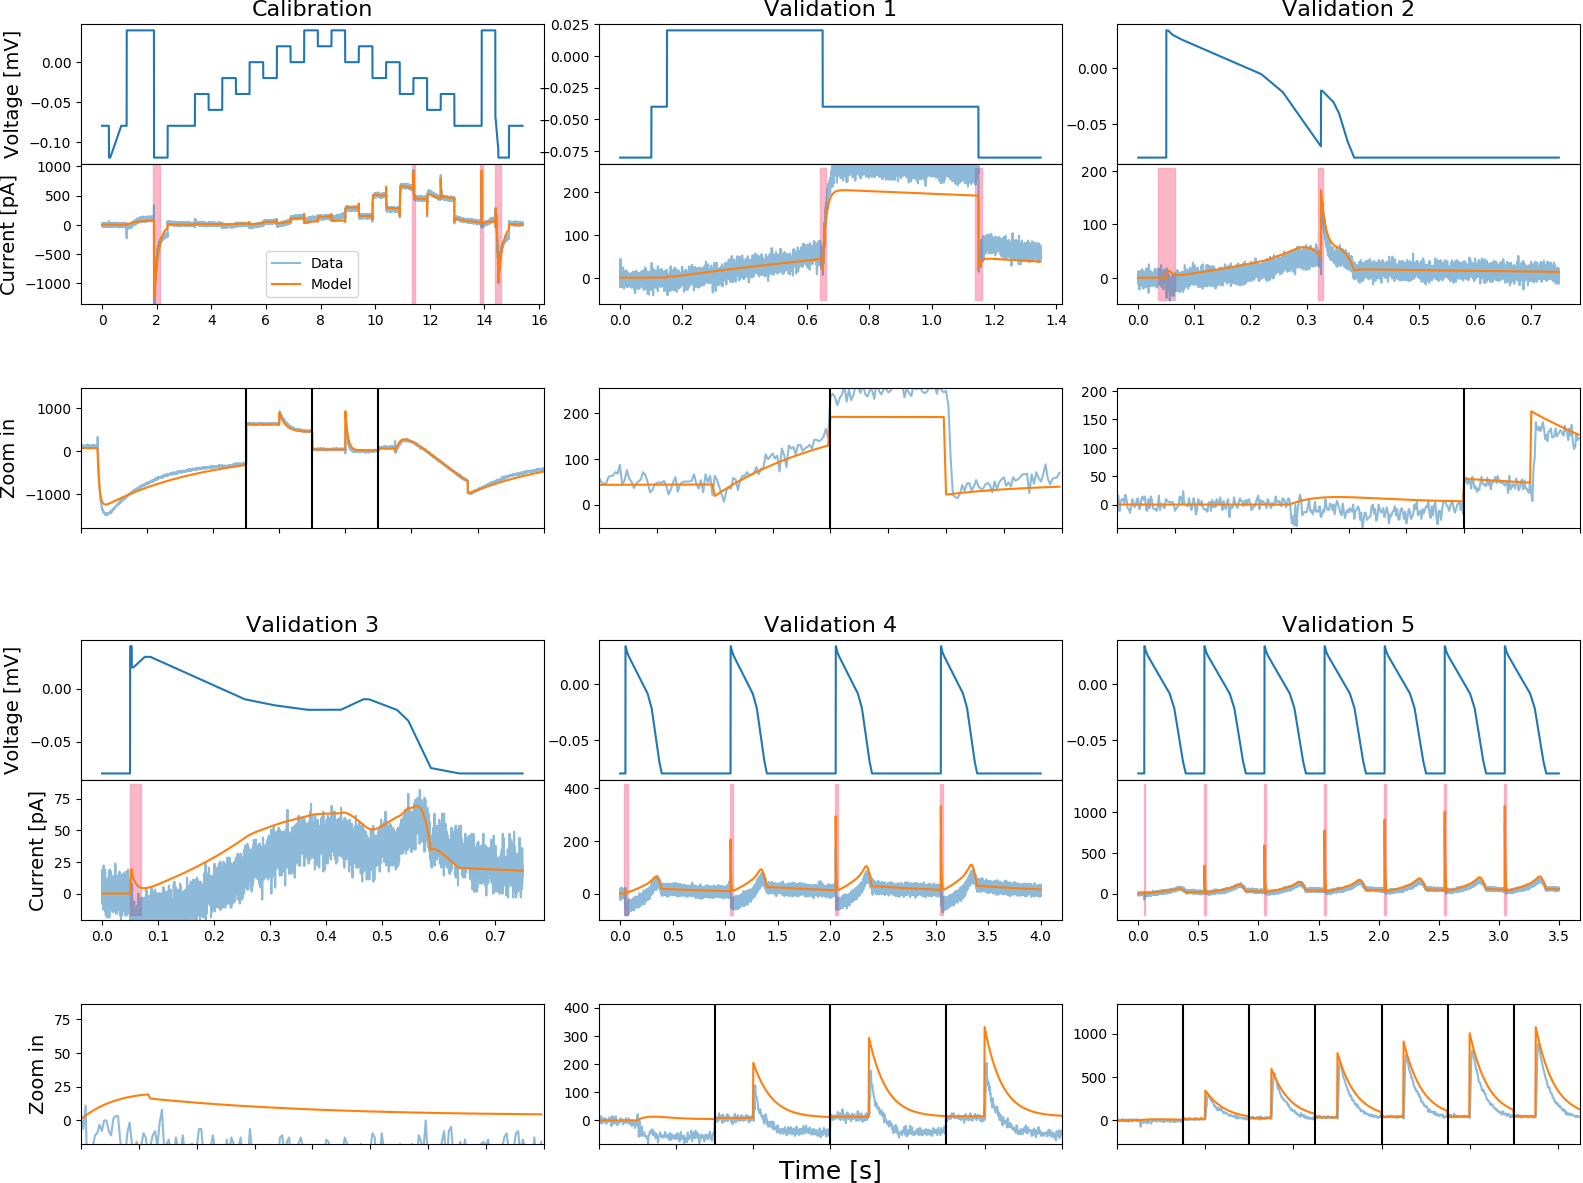 Calibration
Validation 1
Validation 2
Voltage [mV]
0.00
−0.05
−0.10
0.025
0.000
−0.025
−0.050
−0.075
0.00
−0.05
Current [pA]
1000
500
0
−500
−1000
Data
Model
200
100
0
200
100
0
0 2 4 6 8 10 12 14 16
0.0 0.2 0.4 0.6 0.8 1.0 1.2 1.4
0.0 0.1 0.2 0.3 0.4 0.5 0.6 0.7
Zoom in
1000
0
−1000
200
100
0
200
150
100
50
0
Validation 3
Validation 4
Validation 5
Voltage [mV]
0.00
−0.05
0.00
−0.05
0.00
−0.05
Current [pA]
75
50
25
0
400
200
0
1000
500
0
0.0 0.1 0.2 0.3 0.4 0.5 0.6 0.7
0.0 0.5 1.0 1.5 2.0 2.5 3.0 3.5 4.0
0.0 0.5 1.0 1.5 2.0 2.5 3.0 3.5
Zoom in
75
50
25
0
400
300
200
100
0
1000
500
0
Time [s]